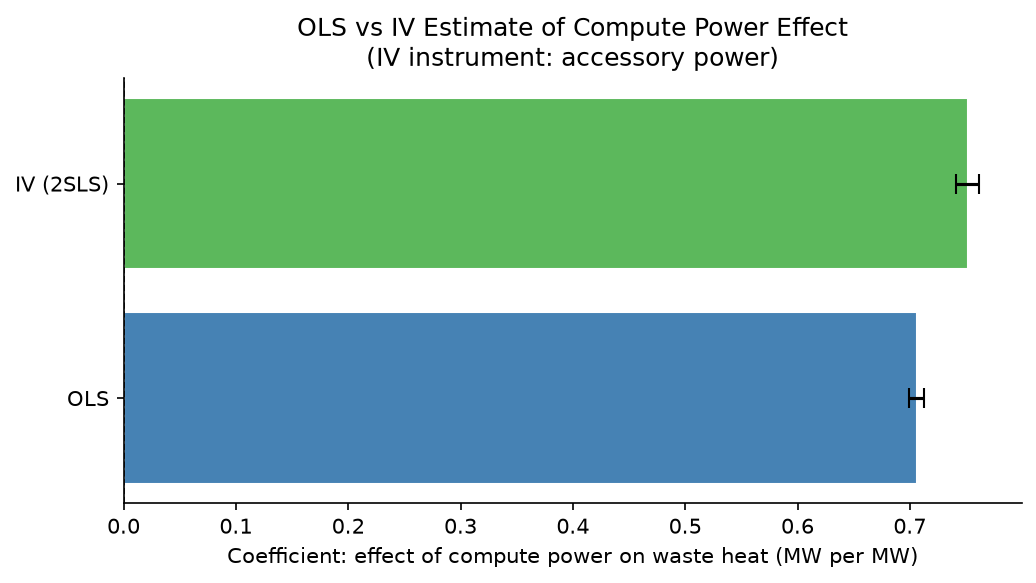 OLS vs IV Estimate of Compute Power Effect
(IV instrument: accessory power)
IV (2SLS)
OLS
0.0 0.1 0.2 0.3 0.4 0.5 0.6 0.7
Coefficient: effect of compute power on waste heat (MW per MW)